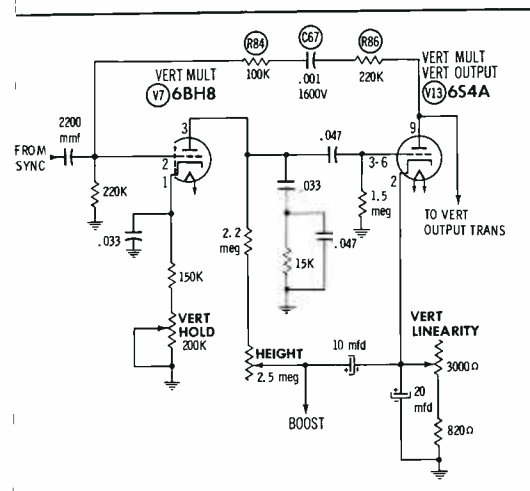 R84
C67
R86
100K
.001
1600V
220K
VERT MULT
V7 6BH8
VERT MULT
VERT OUTPUT
V13 6S4A
2200
mmf
FROM
SYNC
3
2
1
220K
.033
150K
VERT
HOLD
200K
2.2
meg
HEIGHT
2.5 meg
BOOST
.047
.033
15K
.047
1.5
meg
9
3-6
2
TO VERT
OUTPUT TRANS
10 mfd
VERT
LINEARITY
3000Ω
20
mfd
820Ω